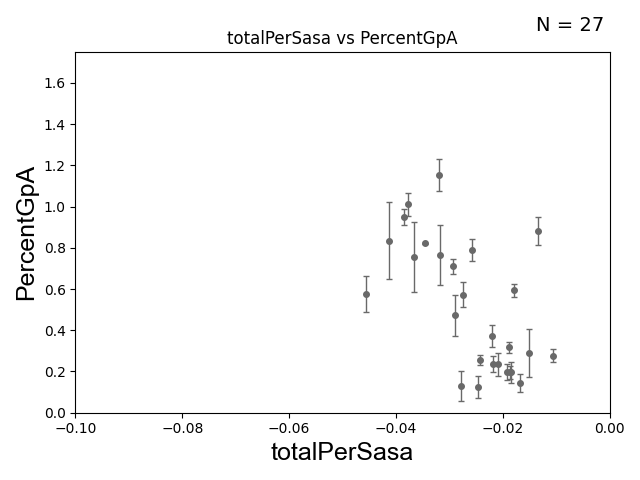 N = 27
totalPerSasa vs PercentGpA
PercentGpA
1.6
1.4
1.2
1.0
0.8
0.6
0.4
0.2
0.0
−0.10 −0.08 −0.06 −0.04 −0.02 0.00
totalPerSasa